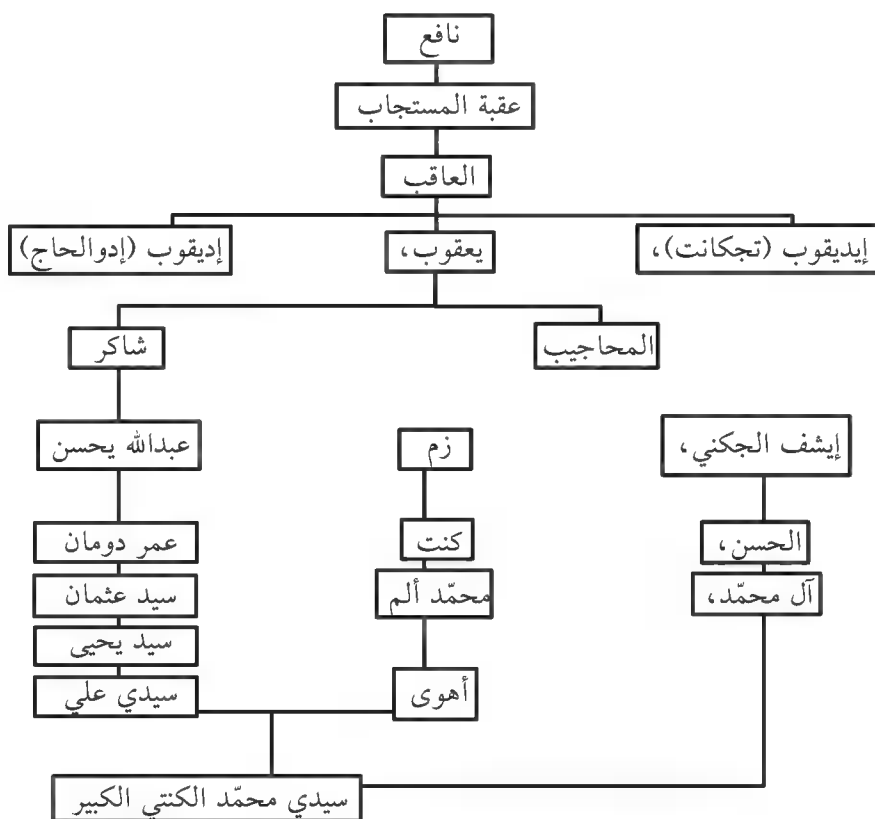 نافع
عقبة المستجاب
العاقب
إيديقوب (تجكانت)، يعقوب، إديقوب (إدوالحاج)
المحاجيب شاكر
إيشف الجكني، زم عبدالله يحسن
الحسن، كنت عمر دومان
آل محمّد، محمّد ألم سيد عثمان
سيد يحيى
أهوى سيدي علي
سيدي محمّد الكنتي الكبير